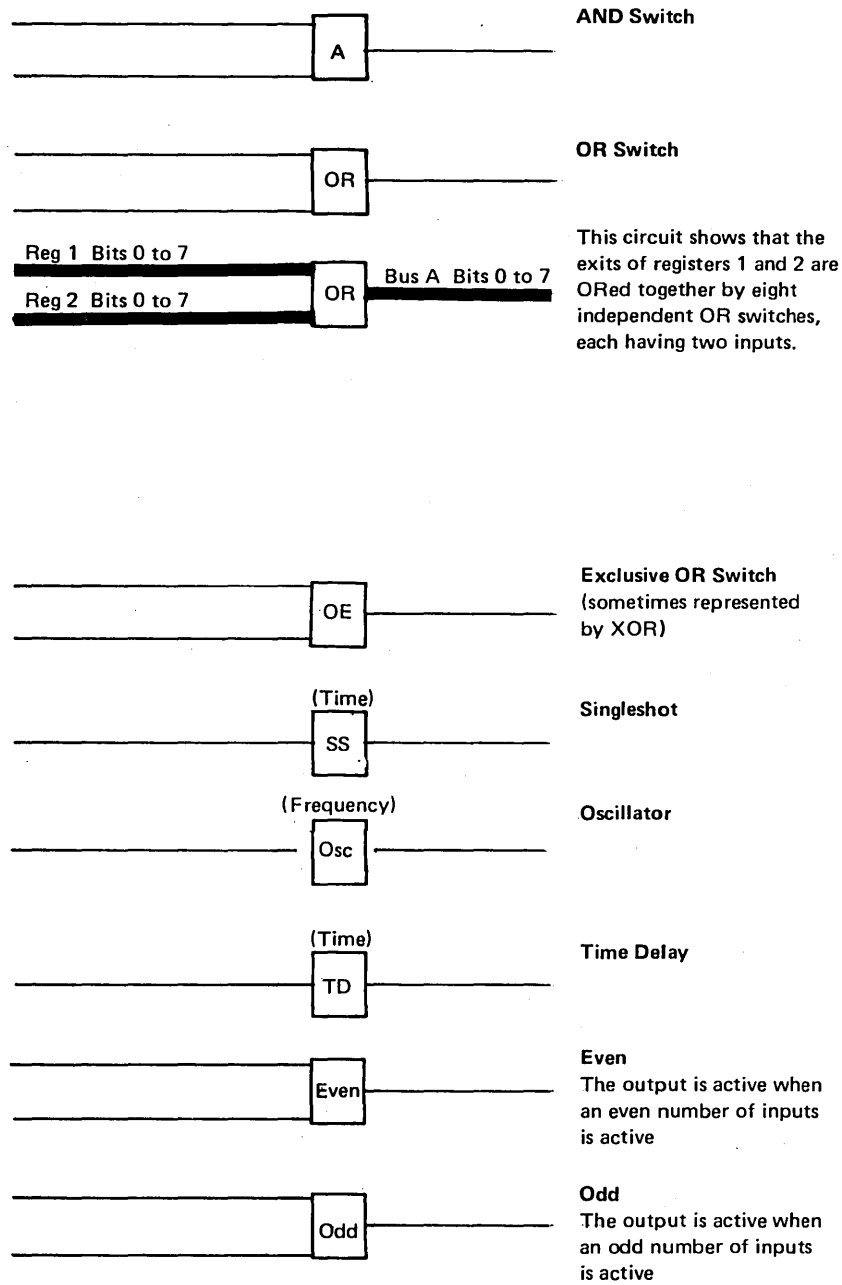 AND Switch
A
OR Switch
OR
Reg 1 Bits 0 to 7
Reg 2 Bits 0 to 7
OR
Bus A Bits 0 to 7
This circuit shows that the
exits of registers 1 and 2 are
ORed together by eight
independent OR switches,
each having two inputs.
OE
Exclusive OR Switch
(sometimes represented
by XOR)
(Time)
SS
Singleshot
(Frequency)
Osc
Oscillator
(Time)
TD
Time Delay
Even
Even
The output is active when
an even number of inputs
is active
Odd
Odd
The output is active when
an odd number of inputs
is active